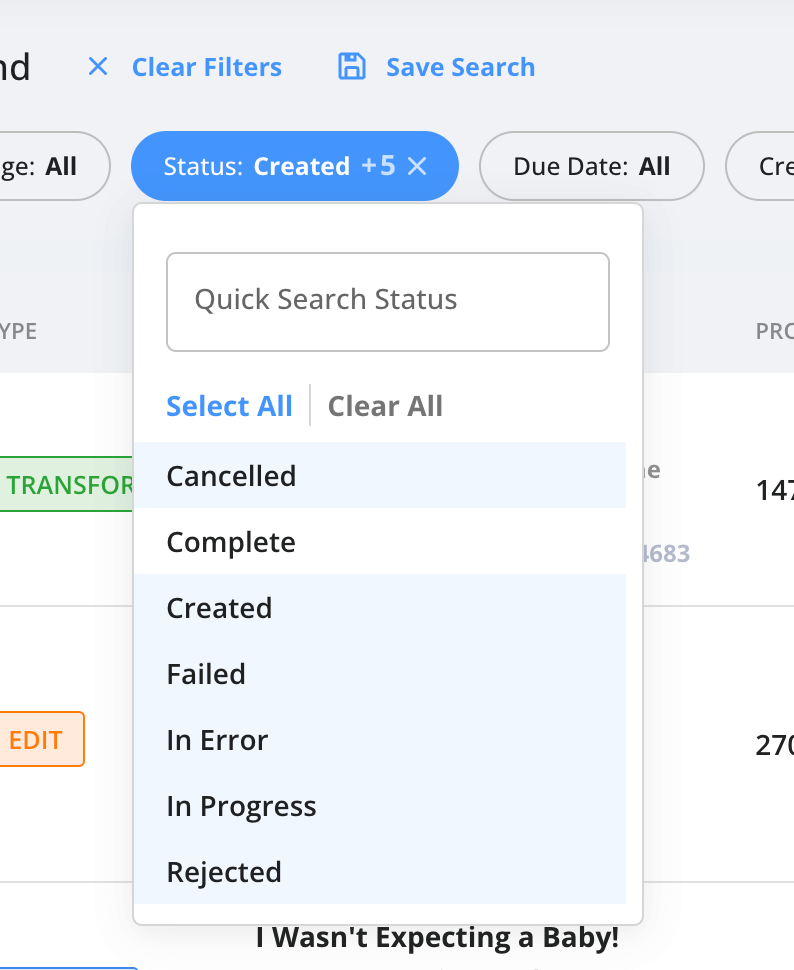 nd Clear Filters Save Search
ge: All Status: Created +5 Due Date: All Cre
Quick Search Status
YPE PRO
Select All Clear All
Cancelled
TRANSFOR e 147
Complete
4683
Created
Failed
In Error
EDIT 270
In Progress
Rejected
I Wasn't Expecting a Baby!